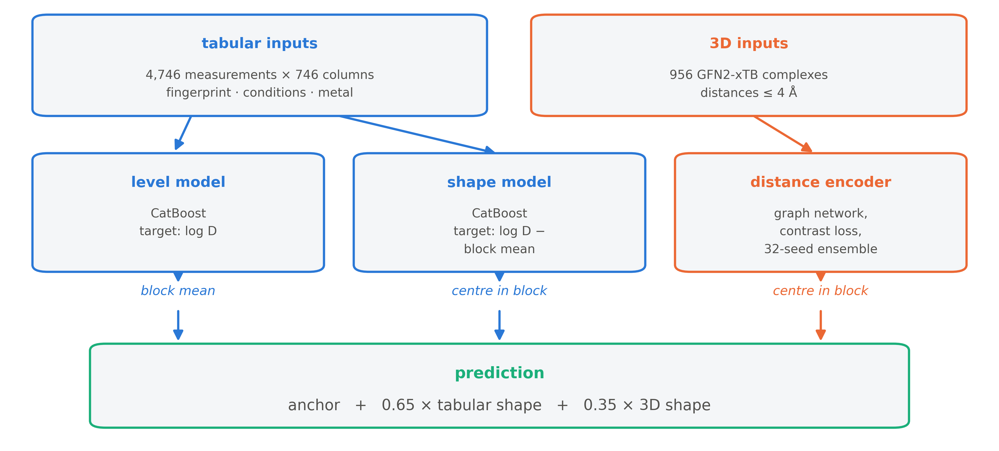 tabular inputs
4,746 measurements × 746 columns
fingerprint · conditions · metal
3D inputs
956 GFN2-xTB complexes
distances ≤ 4 Å
level model
CatBoost
target: log D
shape model
CatBoost
target: log D −
block mean
distance encoder
graph network,
contrast loss,
32-seed ensemble
block mean
centre in block
centre in block
prediction
anchor + 0.65 × tabular shape + 0.35 × 3D shape